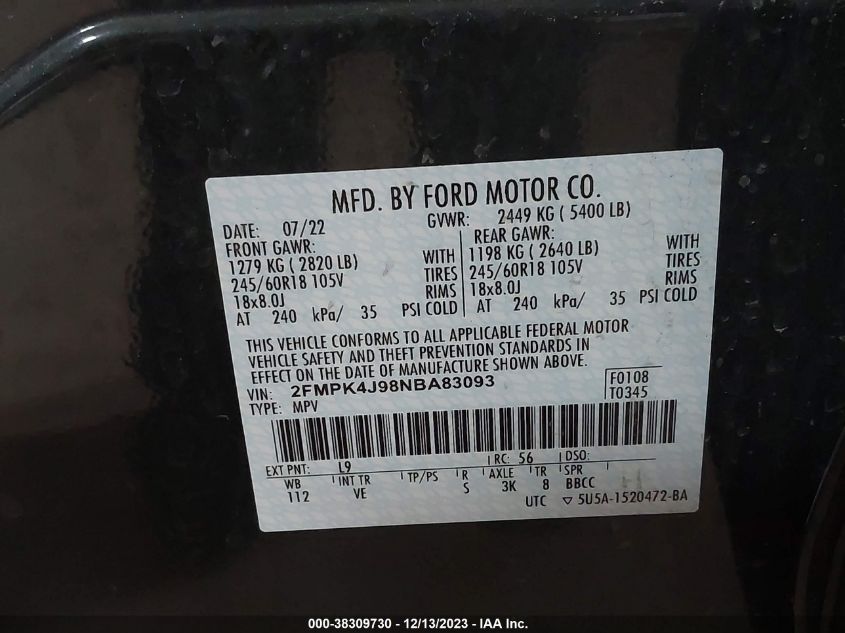 MFD. BY FORD MOTOR CO.
DATE: 07/22 GVWR: 2449 KG ( 5400 LB)
FRONT GAWR: REAR GAWR:
1279 KG ( 2820 LB) WITH 1198 KG ( 2640 LB) WITH
245/60R18 105V TIRES 245/60R18 105V TIRES
18x8.0J RIMS 18x8.0J RIMS
AT 240 kPa/ 35 PSI COLD AT 240 kPa/ 35 PSI COLD
THIS VEHICLE CONFORMS TO ALL APPLICABLE FEDERAL MOTOR
VEHICLE SAFETY AND THEFT PREVENTION STANDARDS IN
EFFECT ON THE DATE OF MANUFACTURE SHOWN ABOVE.
VIN: 2FMPK4J98NBA83093 F0108
TYPE: MPV T0345
EXT PNT: L9 RC: 56 DSO:
WB INT TR TP/PS R AXLE TR SPR
112 VE S 3K 8 BBCC
UTC ▽ 5U5A-1520472-BA
000-38309730 - 12/13/2023 - IAA Inc.